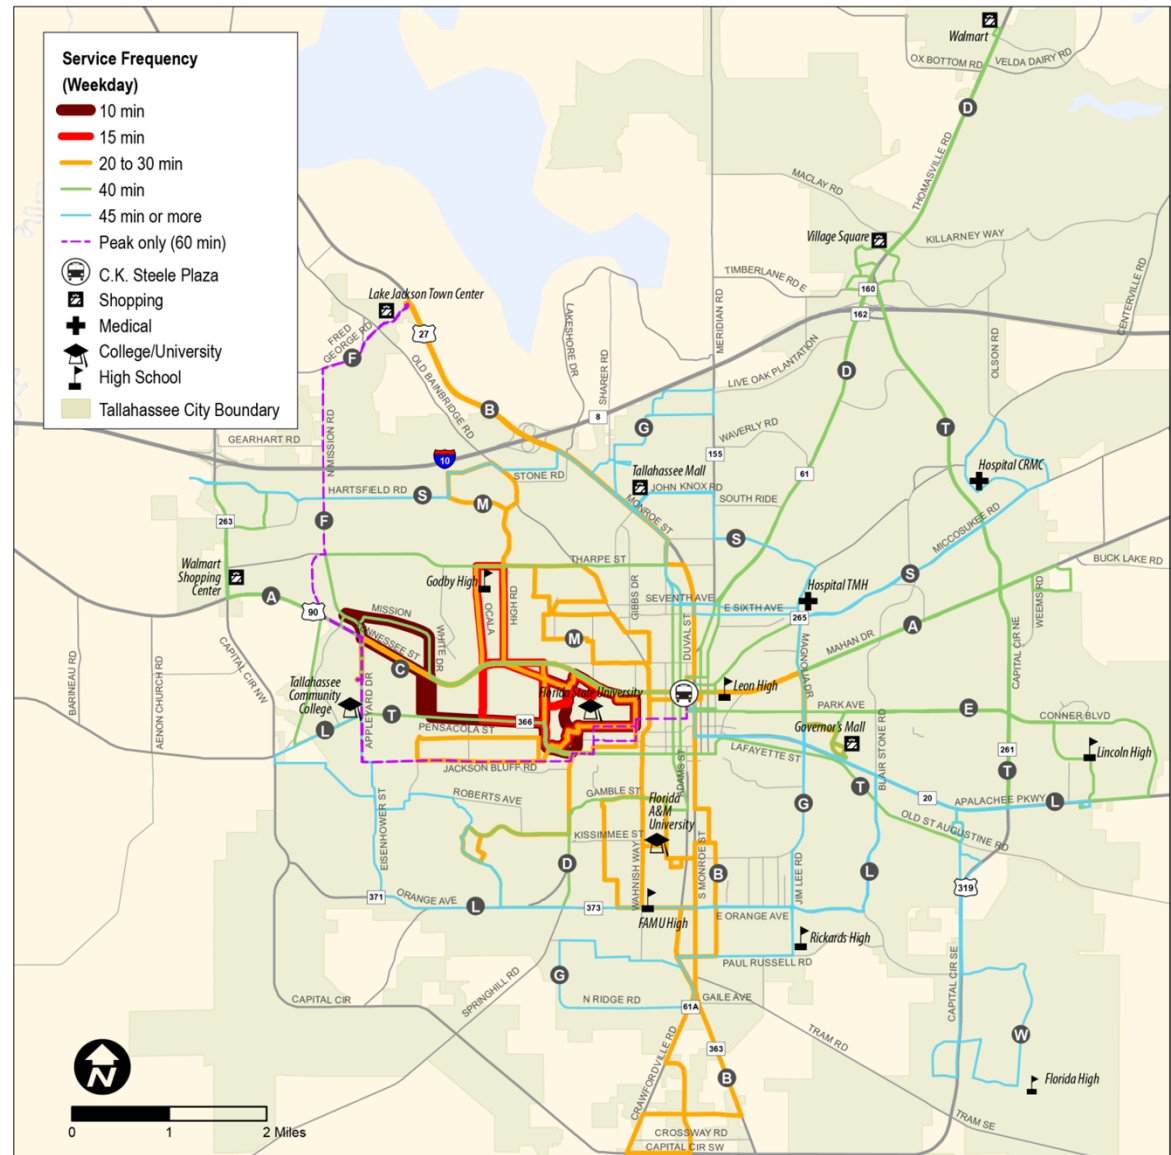 Service Frequency
(Weekday)
10 min
15 min
20 to 30 min
40 min
45 min or more
Peak only (60 min)
C.K. Steele Plaza
Shopping
Medical
College/University
High School
Tallahassee City Boundary
Walmart
OX BOTTOM RD
VELDA DAIRY RD
D
THOMASVILLE RD
MACLAY RD
Village Square
KILLARNEY WAY
CENTERVILLE RD
TIMBERLANE RD E
160
162
MERIDIAN RD
Lake Jackson Town Center
27
FRED
GEORGE RD
F
OLD BAINBRIDGE RD
LAKESHORE DR
SHARER RD
OLSON RD
LIVE OAK PLANTATION
D
B
8
G
WAVERLY RD
T
155
GEARHART RD
N MISSION RD
10
STONE RD
Tallahassee Mall
JOHN KNOX RD
61
Hospital CRMC
HARTSFIELD RD
S
M
MONROE ST
SOUTH RIDE
MICCOSUKEE RD
263
F
S
THARPE ST
BUCK LAKE RD
Walmart
Shopping
Center
Godby High
S
Hospital TMH
WEEMS RD
A
90
MISSION
OCALA
HIGH RD
GIBBS DR
SEVENTH AVE
E SIXTH AVE
265
A
MAHAN DR
WHITE DR
M
DUVAL ST
MAGNOLIA DR
CAPITAL CIR NE
BARINEAU RD
AENON CHURCH RD
CAPITAL CIR NW
C
Tallahassee
Community
College
Florida State University
Leon High
APPLEYARD DR
T
366
PARK AVE
E
CONNER BLVD
L
PENSACOLA ST
Governor's Mall
BLAIR STONE RD
261
Lincoln High
JACKSON BLUFF RD
ADAMS ST
LAFAYETTE ST
T
T
ROBERTS AVE
GAMBLE ST
Florida
A&M
University
G
20
APALACHEE PKWY
L
EISENHOWER ST
KISSIMMEE ST
OLD ST AUGUSTINE RD
D
WAHNISH WAY
S MONROE ST
B
JIM LEE RD
L
319
371
ORANGE AVE
L
373
FAMU High
E ORANGE AVE
Rickards High
PAUL RUSSELL RD
CAPITAL CIR SE
G
N RIDGE RD
SPRINGHILL RD
CAPITAL CIR
61A
GAILE AVE
TRAM RD
W
363
CRAWFORDVILLE RD
B
Florida High
N
TRAM SE
CROSSWAY RD
CAPITAL CIR SW
0 1 2 Miles